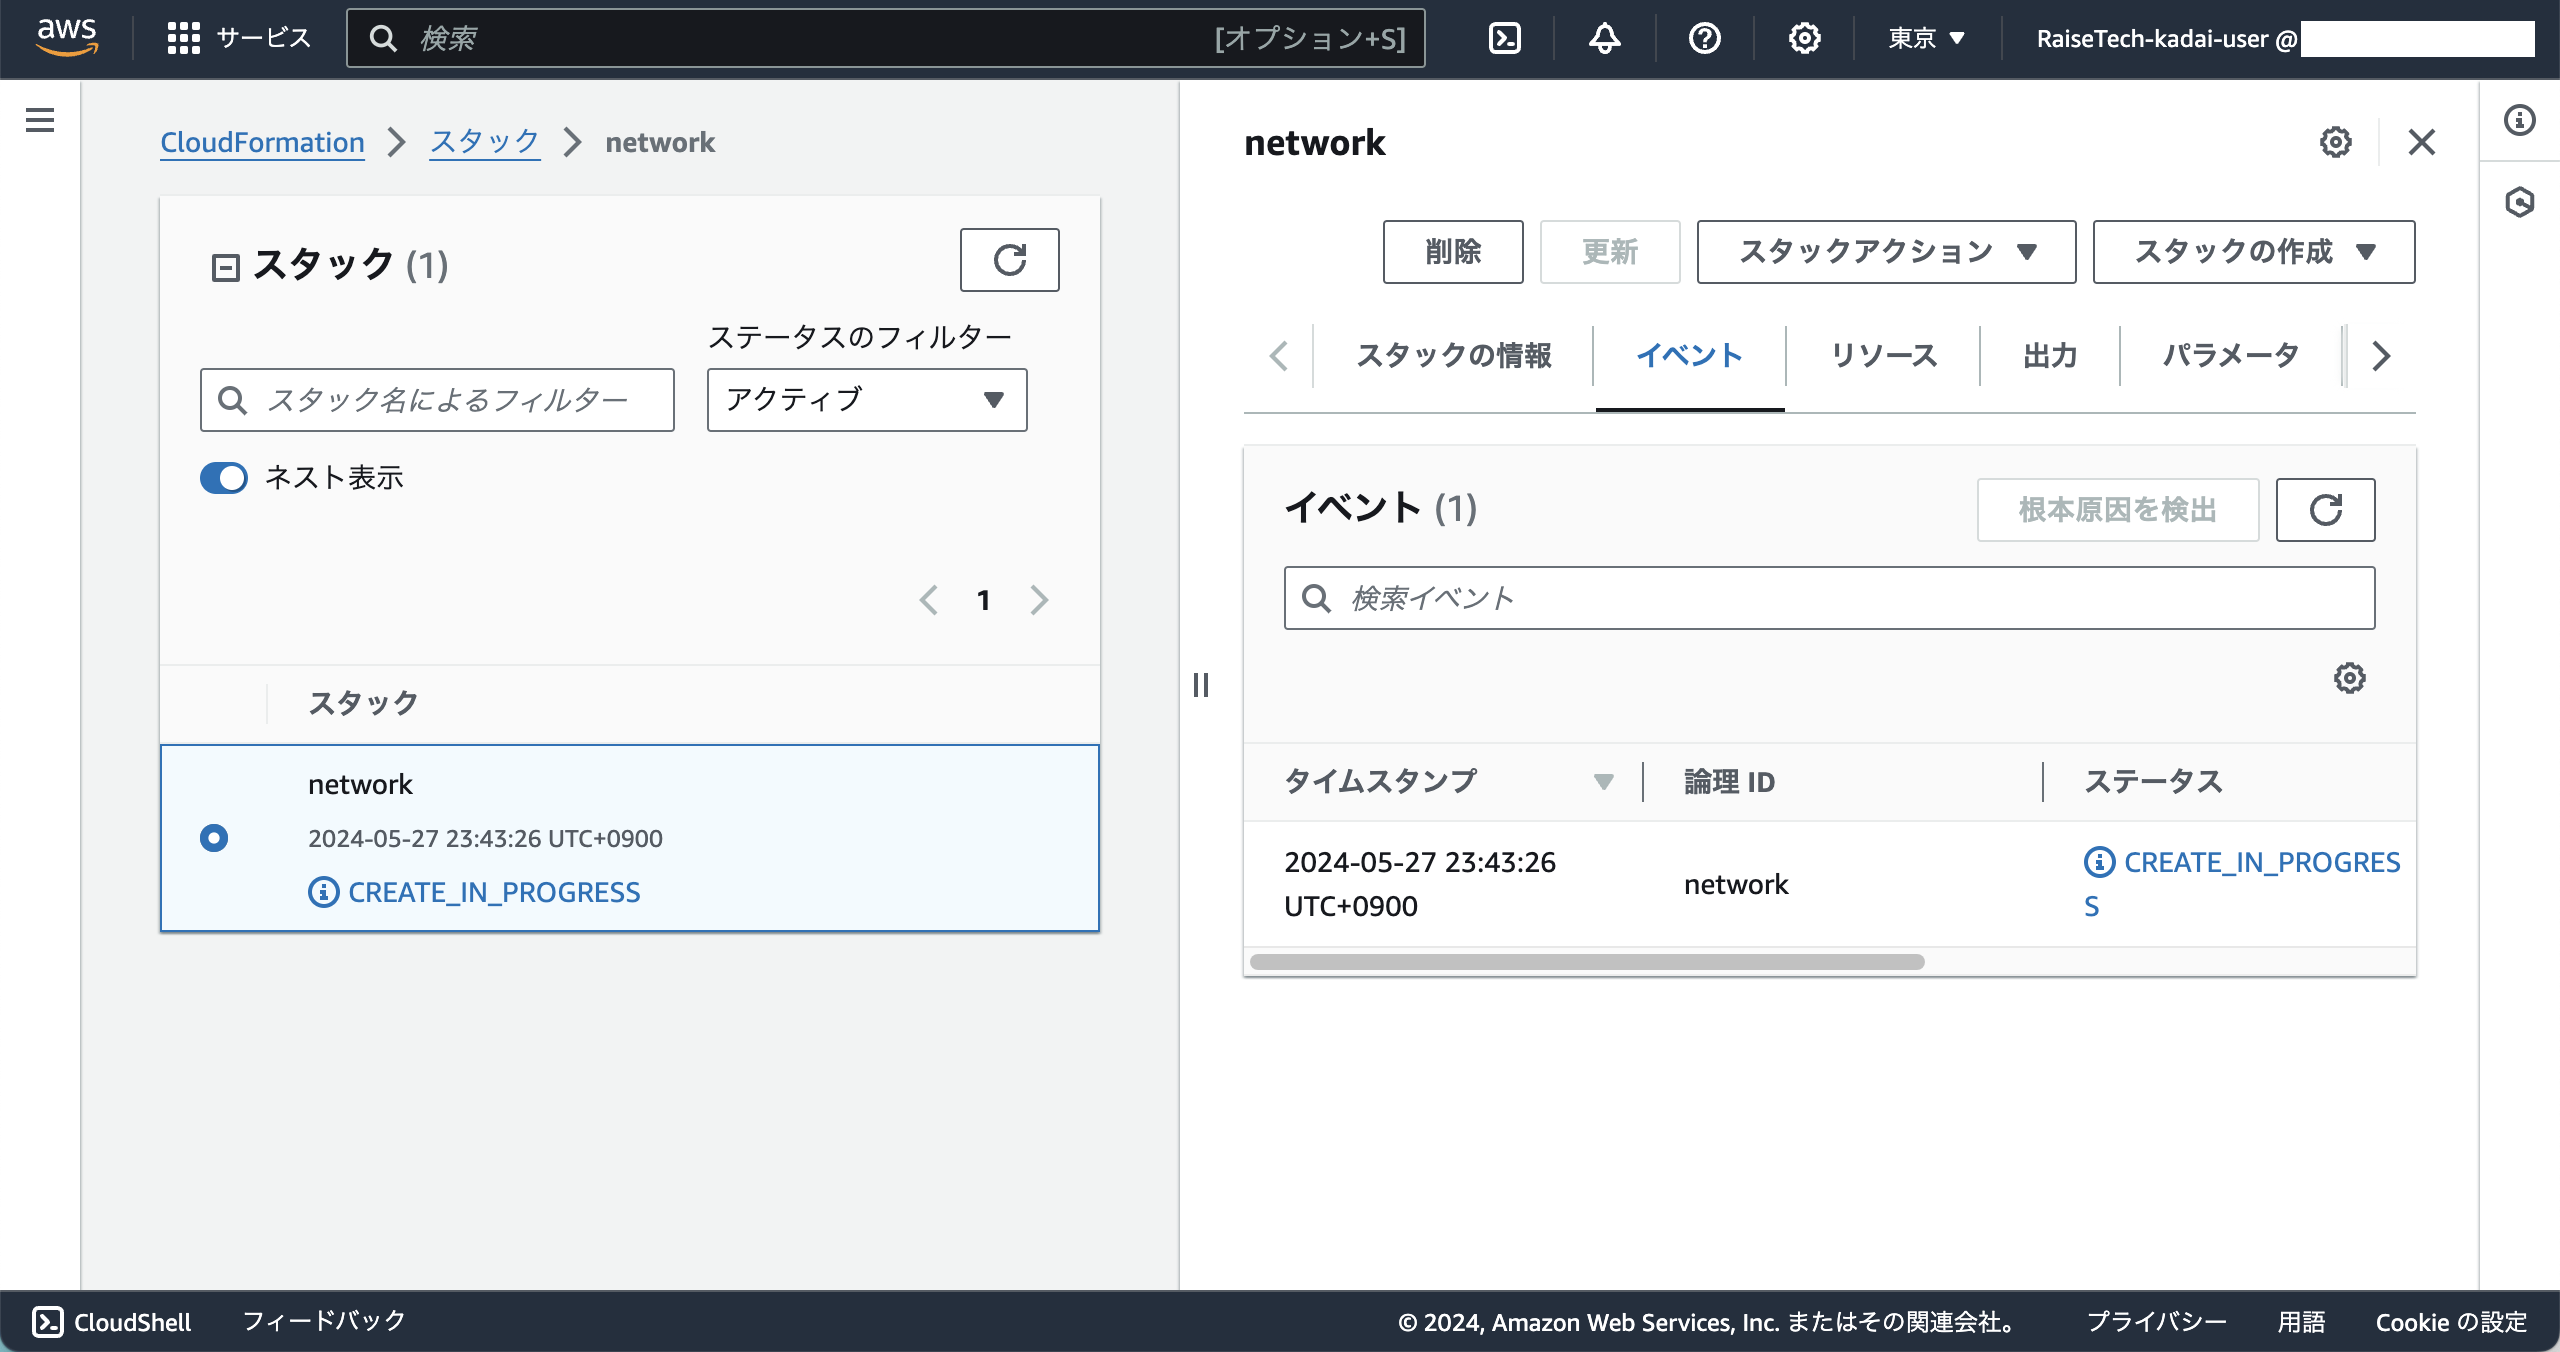 aws
サービス
検索
[オプション+S]
東京
RaiseTech-kadai-user @
CloudFormation
スタック
network
スタック (1)
ステータスのフィルター
スタック名によるフィルター
アクティブ
ネスト表示
1
スタック
network
2024-05-27 23:43:26 UTC+0900
CREATE_IN_PROGRESS
network
削除
更新
スタックアクション
スタックの作成
スタックの情報
イベント
リソース
出力
パラメータ
イベント (1)
根本原因を検出
検索イベント
タイムスタンプ
論理 ID
ステータス
2024-05-27 23:43:26
UTC+0900
network
CREATE_IN_PROGRES
S
CloudShell
フィードバック
© 2024, Amazon Web Services, Inc. またはその関連会社。
プライバシー
用語
Cookie の設定